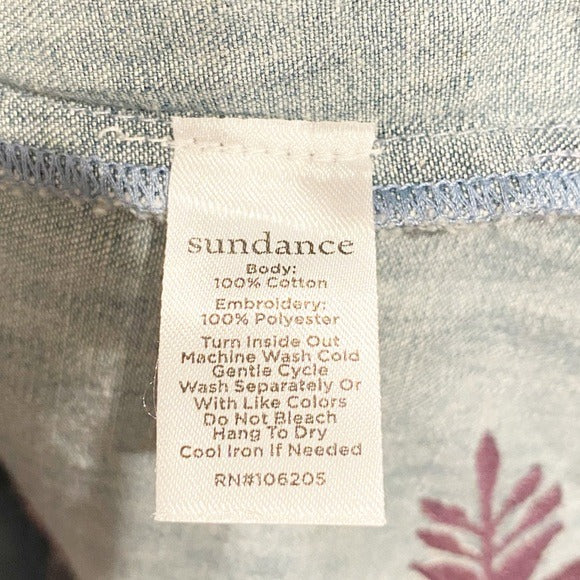 sundance
Body:
100% Cotton
Embroidery:
100% Polyester
Turn Inside Out
Machine Wash Cold
Gentle Cycle
Wash Separately Or
With Like Colors
Do Not Bleach
Hang To Dry
Cool Iron If Needed
RN#106205